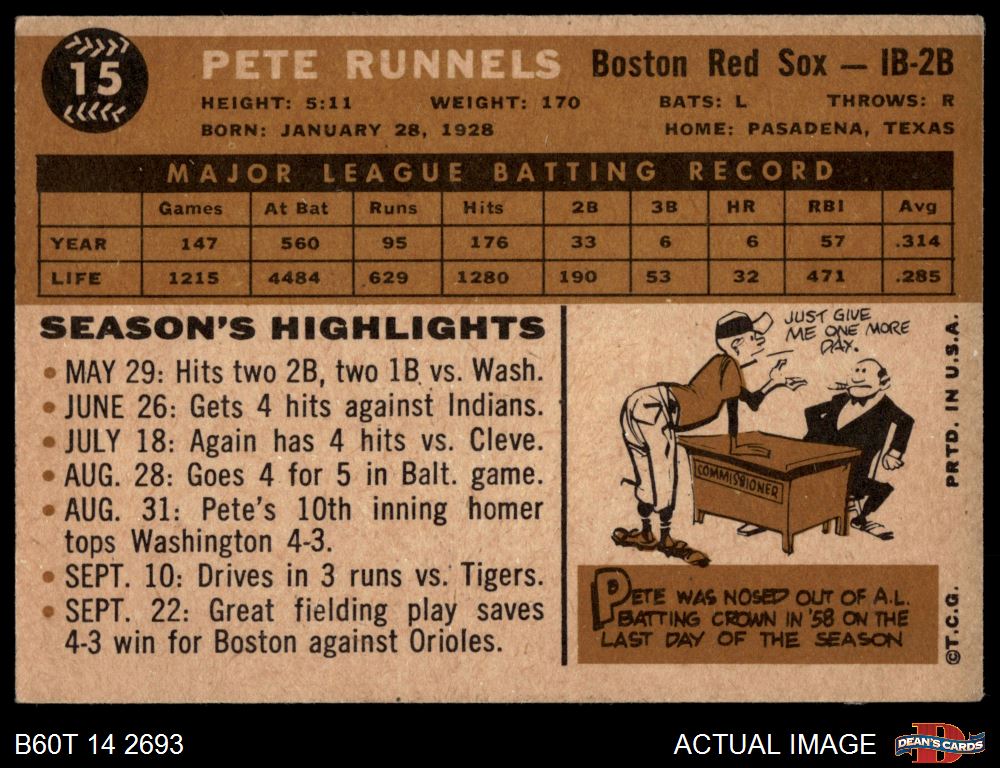 15
PETE RUNNELS Boston Red Sox — 1B-2B
HEIGHT: 5:11 WEIGHT: 170 BATS: L THROWS: R
BORN: JANUARY 28, 1928 HOME: PASADENA, TEXAS
MAJOR LEAGUE BATTING RECORD
Games At Bat Runs Hits 2B 3B HR RBI Avg
YEAR 147 560 95 176 33 6 6 57 .314
LIFE 1215 4484 629 1280 190 53 32 471 .285
SEASON'S HIGHLIGHTS
• MAY 29: Hits two 2B, two 1B vs. Wash.
• JUNE 26: Gets 4 hits against Indians.
• JULY 18: Again has 4 hits vs. Cleve.
• AUG. 28: Goes 4 for 5 in Balt. game.
• AUG. 31: Pete's 10th inning homer
tops Washington 4-3.
• SEPT. 10: Drives in 3 runs vs. Tigers.
• SEPT. 22: Great fielding play saves
4-3 win for Boston against Orioles.
JUST GIVE
ME ONE MORE
DAY.
COMMISSIONER
PETE WAS NOSED OUT OF A.L.
BATTING CROWN IN '58 ON THE
LAST DAY OF THE SEASON
©T.C.G. PRTD. IN U.S.A.
B60T 14 2693
ACTUAL IMAGE
D
DEAN'S CARDS